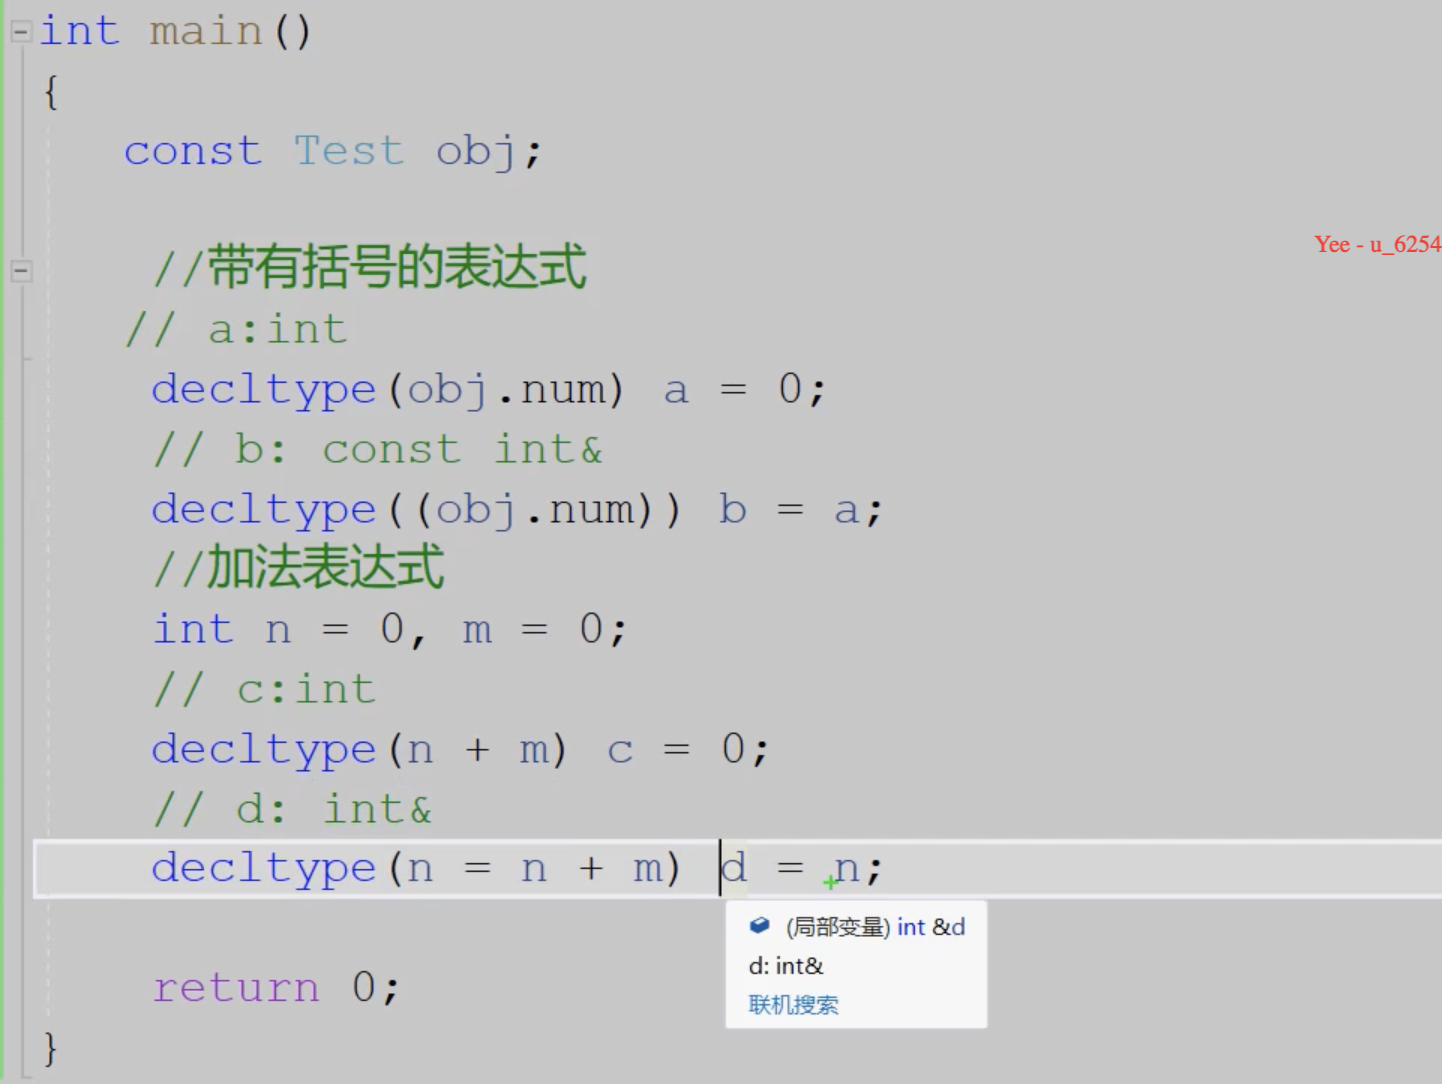 int main()
{
const Test obj;
//带有括号的表达式
Yee - u_6254
// a:int
decltype(obj.num) a = 0;
// b: const int&
decltype((obj.num)) b = a;
//加法表达式
int n = 0, m = 0;
// c:int
decltype(n + m) c = 0;
// d: int&
decltype(n = n + m) d = n;
(局部变量) int &d
d: int&
联机搜索
return 0;
}